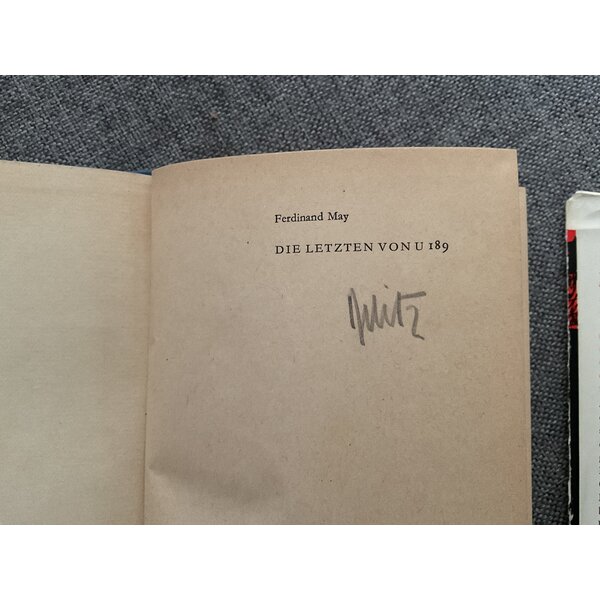 Ferdinand May
DIE LETZTEN VON U 189